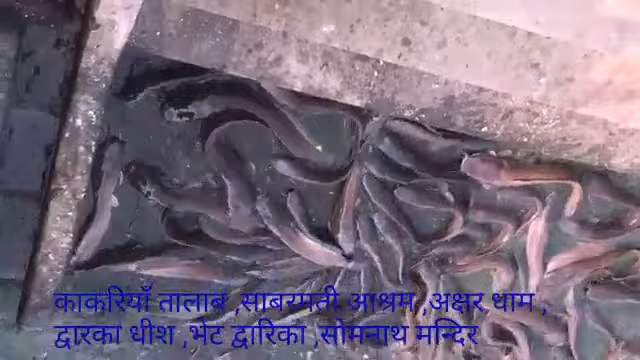 काकरियाँ तालाब ,साबरमती आश्रम ,अक्षर धाम ,
द्वारका धीश ,भेट द्वारिका ,सोमनाथ मन्दिर